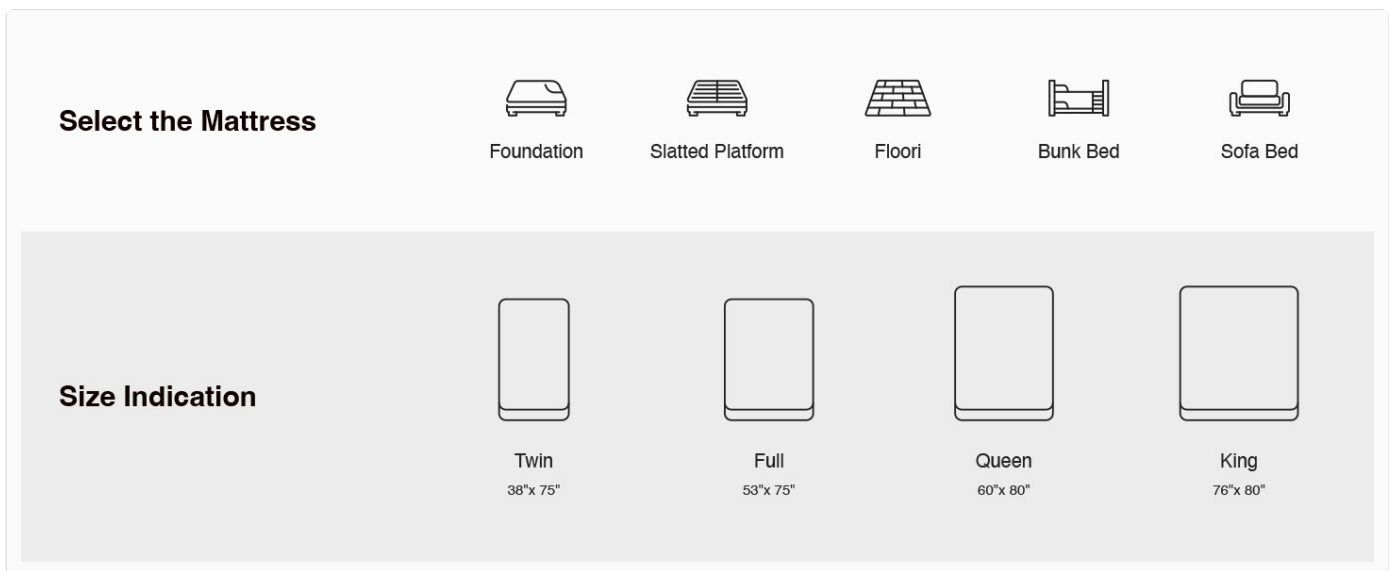 Select the Mattress
Foundation
Slatted Platform
Floori
Bunk Bed
Sofa Bed
Size Indication
Twin
38"x 75"
Full
53"x 75"
Queen
60"x 80"
King
76"x 80"